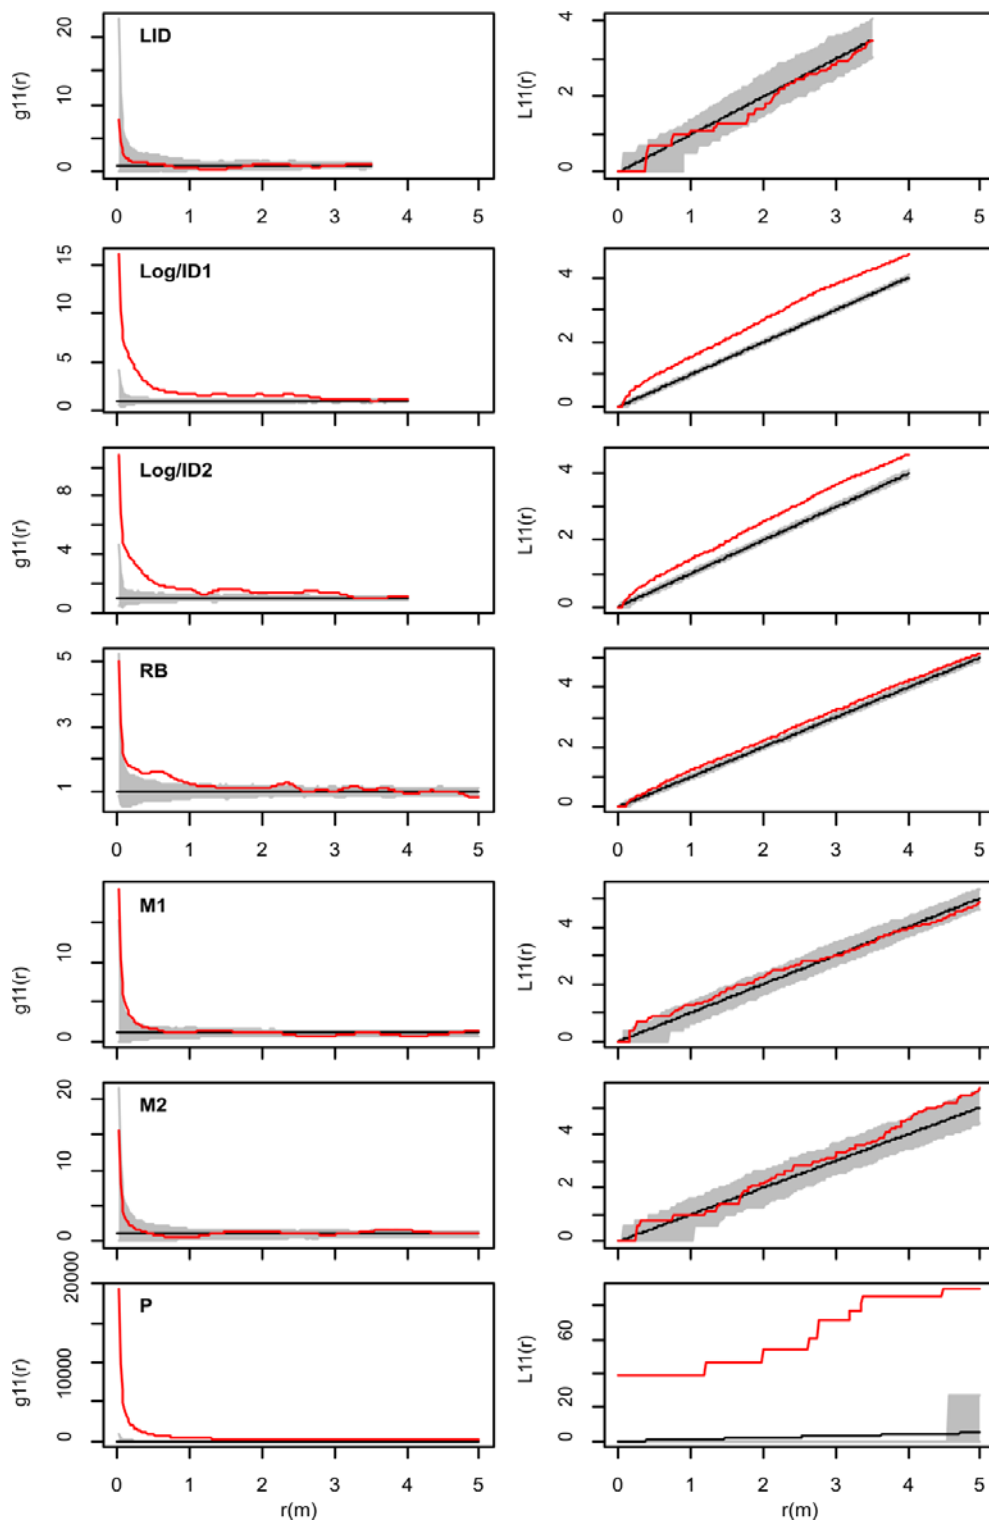 LID
g11(r)
0 10 20
0 1 2 3 4 5
L11(r)
0 2 4
0 1 2 3 4 5
Log/ID1
0 5 10 15
0 2 4
Log/ID2
g11(r)
0 4 8
L11(r)
0 2 4
RB
1 3 5
0 1 2 3 4 5
0 2 4
0 1 2 3 4 5
M1
g11(r)
0 10
L11(r)
0 2 4
M2
0 10 20
0 2 4
P
g11(r)
0 10000 20000
0 1 2 3 4 5
r(m)
L11(r)
0 20 60
0 1 2 3 4 5
r(m)